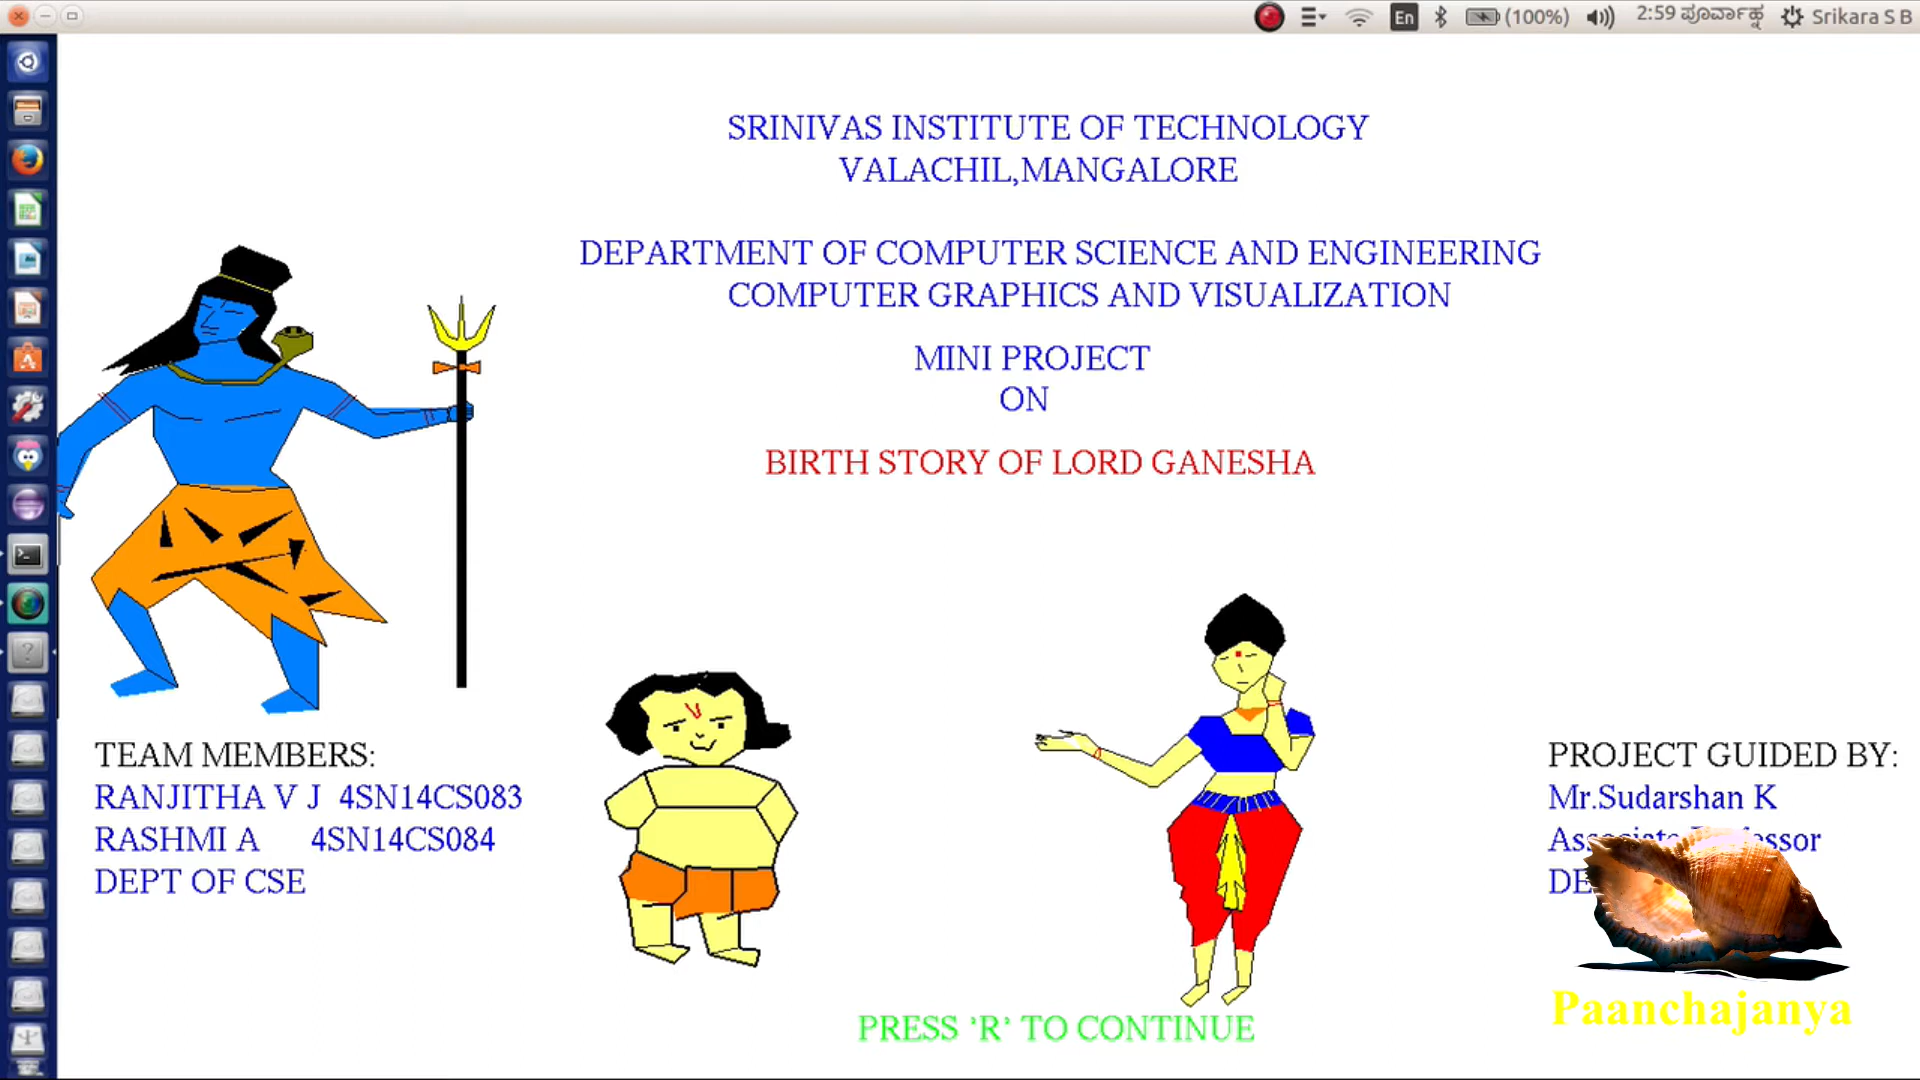 En (100%) 2:59 ಪೂರ್ವಾಹ್ನ Srikara S B
SRINIVAS INSTITUTE OF TECHNOLOGY
VALACHIL,MANGALORE
DEPARTMENT OF COMPUTER SCIENCE AND ENGINEERING
COMPUTER GRAPHICS AND VISUALIZATION
MINI PROJECT
ON
BIRTH STORY OF LORD GANESHA
TEAM MEMBERS:
RANJITHA V J 4SN14CS083
RASHMI A 4SN14CS084
DEPT OF CSE
PROJECT GUIDED BY:
Mr.Sudarshan K
Paanchajanya
PRESS 'R' TO CONTINUE